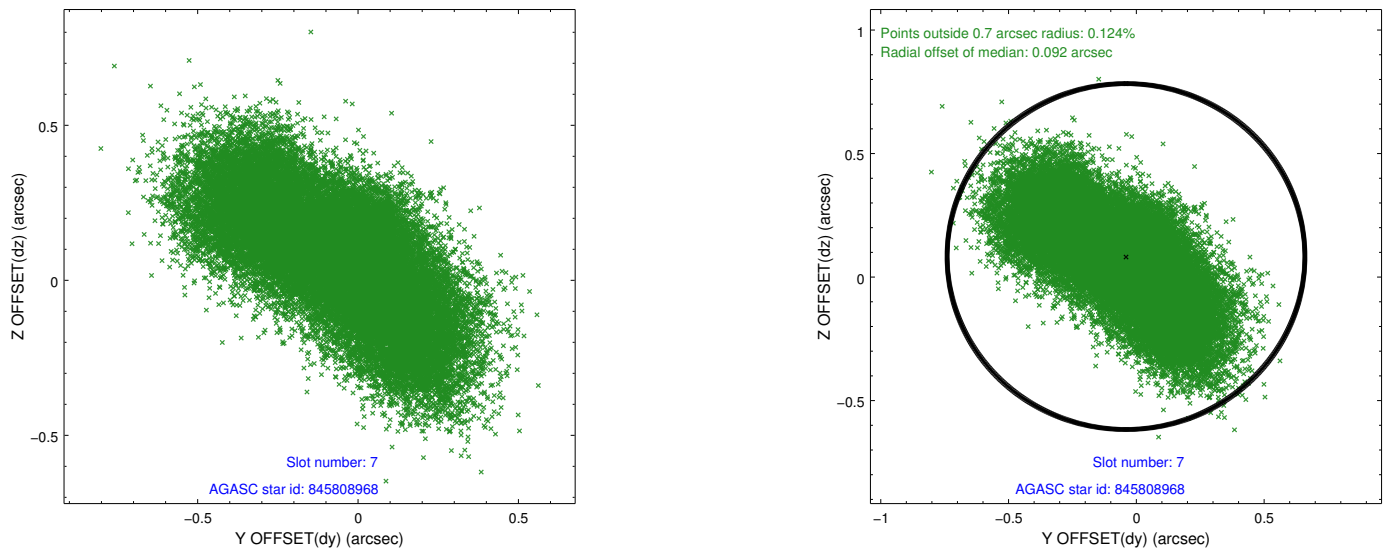 0.5
0
−0.5
Z OFFSET(dz) (arcsec)
Slot number: 7
AGASC star id: 845808968
−0.5
0
0.5
Y OFFSET(dy) (arcsec)
1
0.5
0
−0.5
Z OFFSET(dz) (arcsec)
Points outside 0.7 arcsec radius: 0.124%
Radial offset of median: 0.092 arcsec
Slot number: 7
AGASC star id: 845808968
−1
−0.5
0
0.5
Y OFFSET(dy) (arcsec)